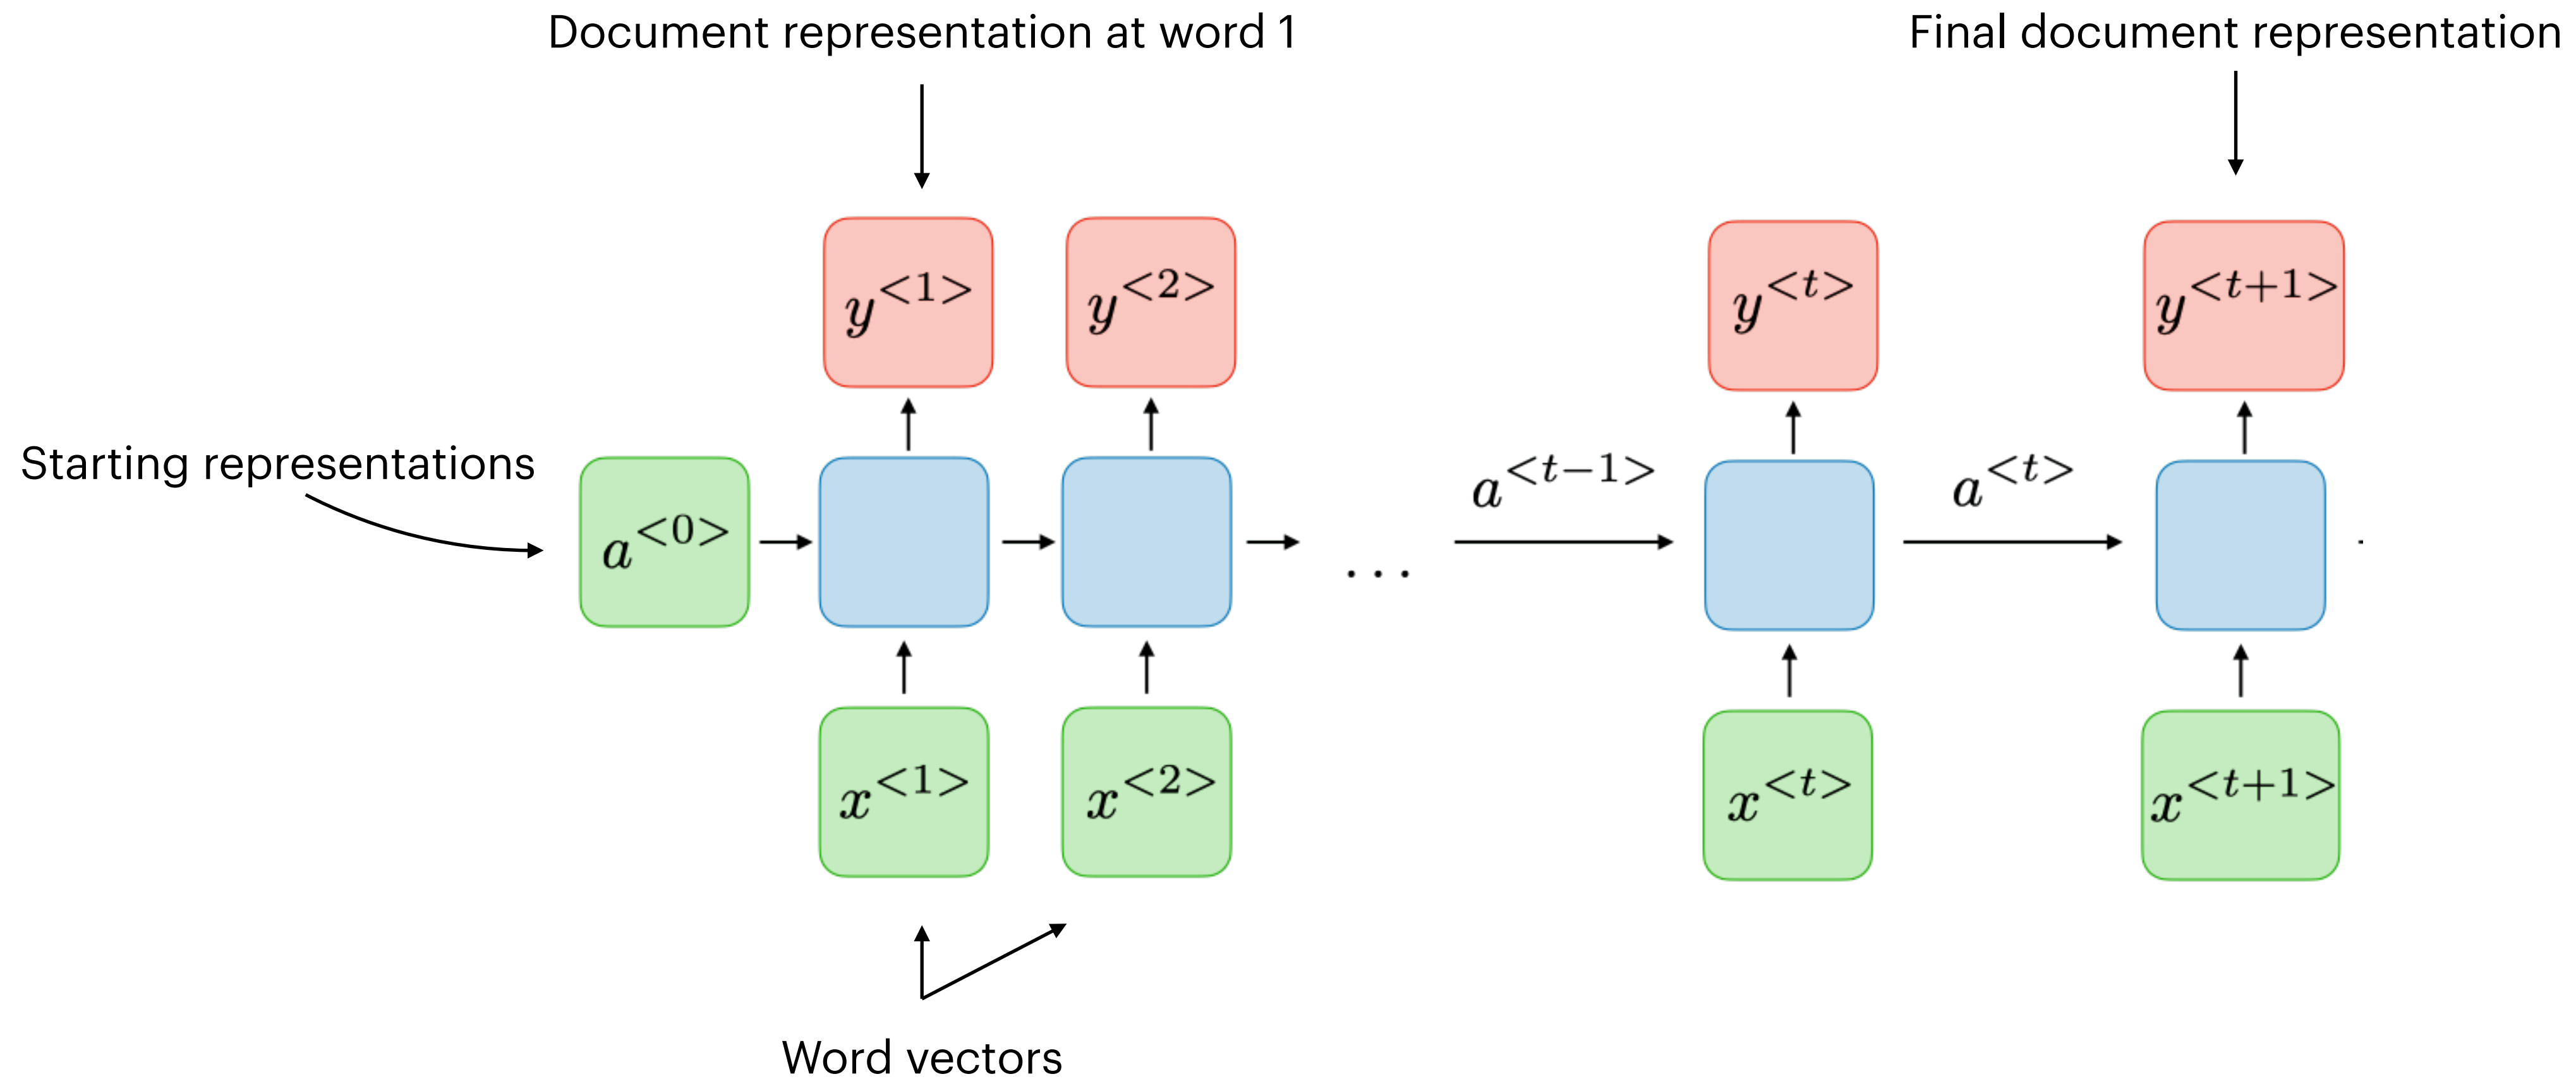 Document representation at word 1
Final document representation
y<1>
y<2>
y<t>
y<t+1>
Starting representations
a<0>
...
a<t−1>
a<t>
x<1>
x<2>
x<t>
x<t+1>
Word vectors